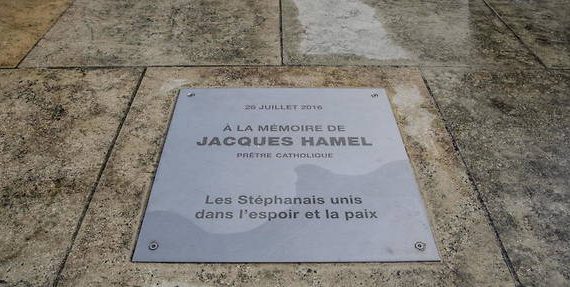 26 JUILLET 2016
À LA MÉMOIRE DE
JACQUES HAMEL
PRÊTRE CATHOLIQUE
Les Stéphanais unis
dans l'espoir et la paix